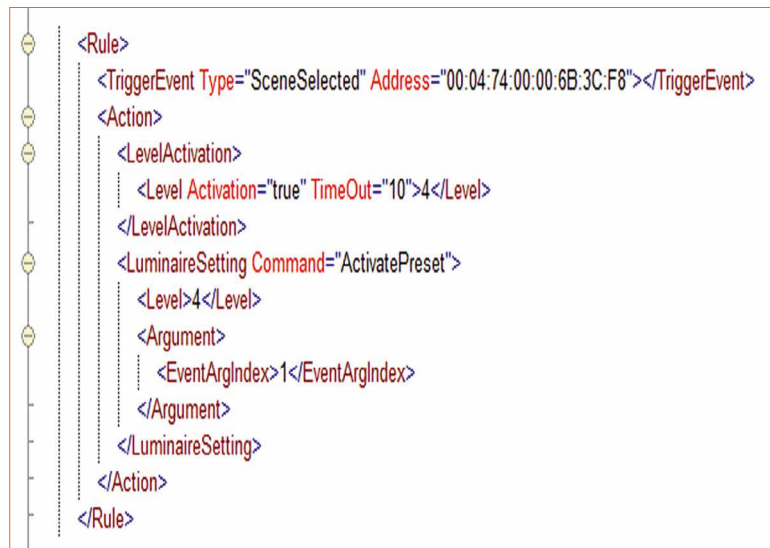 <Rule>
<TriggerEvent Type="SceneSelected" Address="00:04:74:00:00:6B:3C:F8"></TriggerEvent>
<Action>
<LevelActivation>
<Level Activation="true" TimeOut="10">4</Level>
</LevelActivation>
<LuminaireSetting Command="ActivatePreset">
<Level>4</Level>
<Argument>
<EventArgIndex>1</EventArgIndex>
</Argument>
</LuminaireSetting>
</Action>
</Rule>